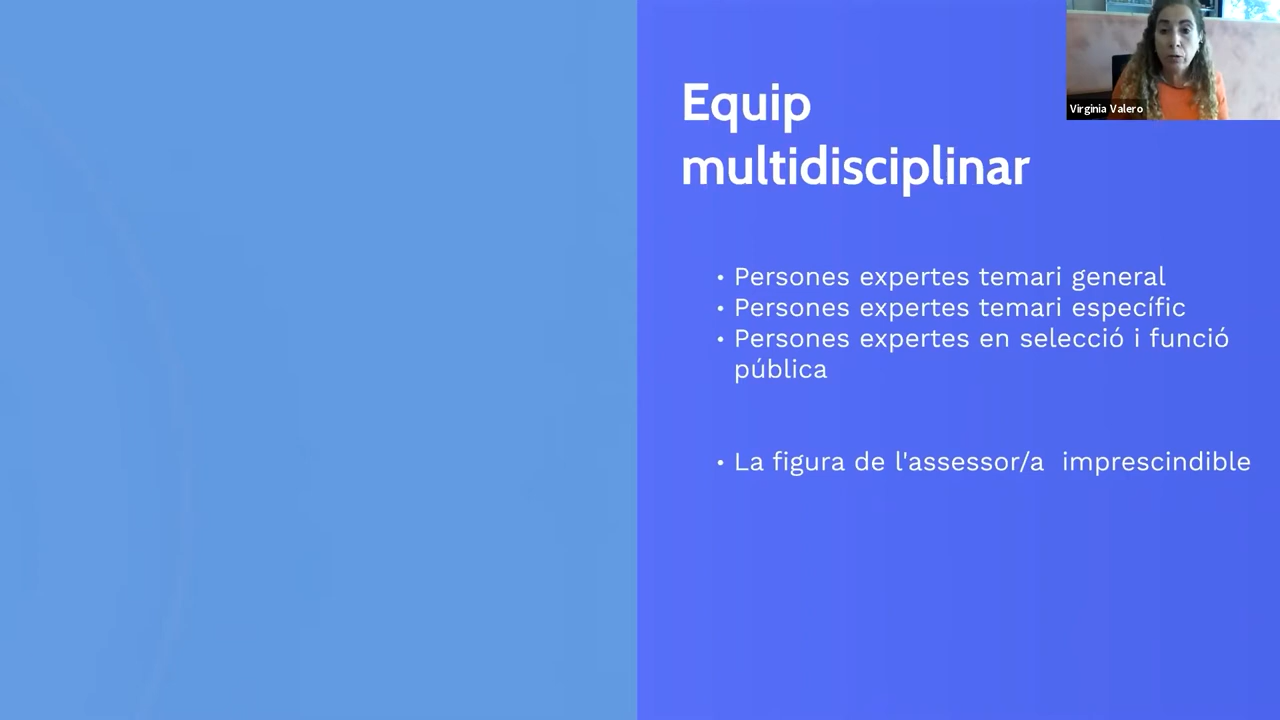 Equip
multidisciplinar
Virginia Valero
• Persones expertes temari general
• Persones expertes temari específic
• Persones expertes en selecció i funció
pública
• La figura de l'assessor/a  imprescindible